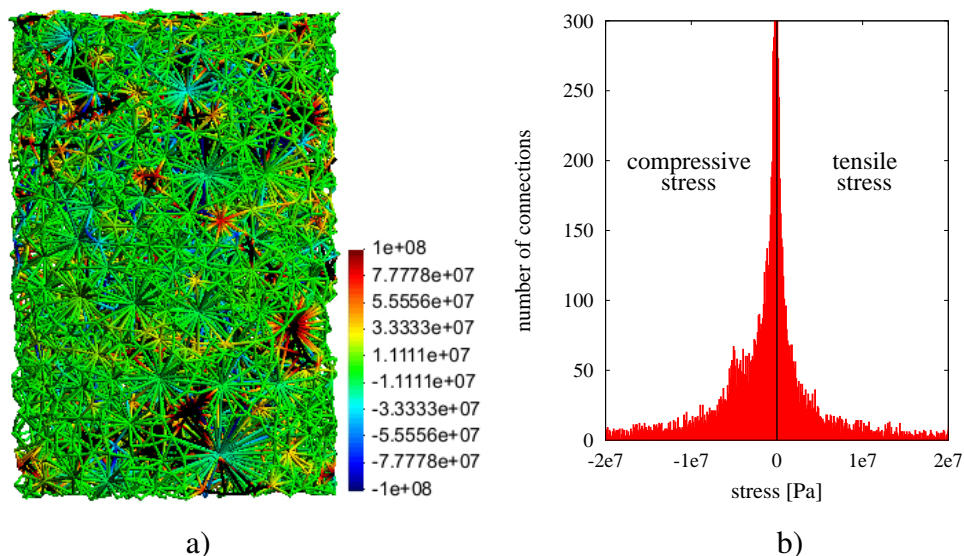 1e+08
7.7778e+07
5.5556e+07
3.3333e+07
1.1111e+07
-1.1111e+07
-3.3333e+07
-5.5556e+07
-7.7778e+07
-1e+08
a)
number of connections
300
250
200
150
100
50
0
compressive
stress
tensile
stress
-2e7
-1e7
0
1e7
2e7
stress [Pa]
b)